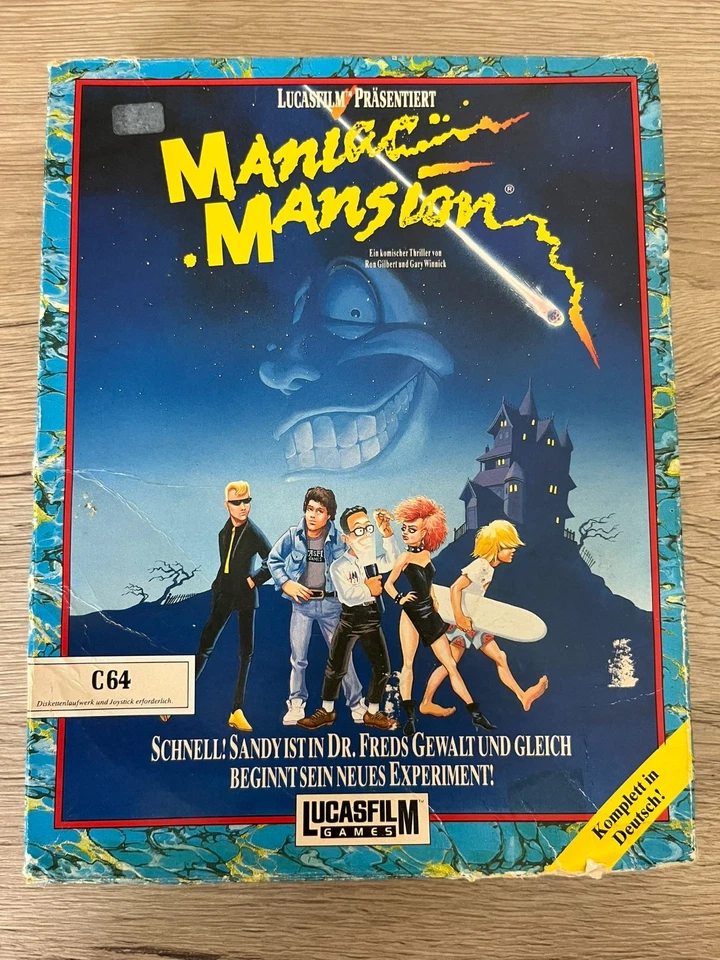 LUCASFILM™ PRÄSENTIERT
MANIAC
MANSION®
Ein komischer Thriller von
Ron Gilbert und Gary Winnick
C64
Diskettenlaufwerk und Joystick erforderlich.
SCHNELL! SANDY IST IN DR. FREDS GEWALT UND GLEICH
BEGINNT SEIN NEUES EXPERIMENT!
LUCASFILM™
GAMES
Komplett in
Deutsch!